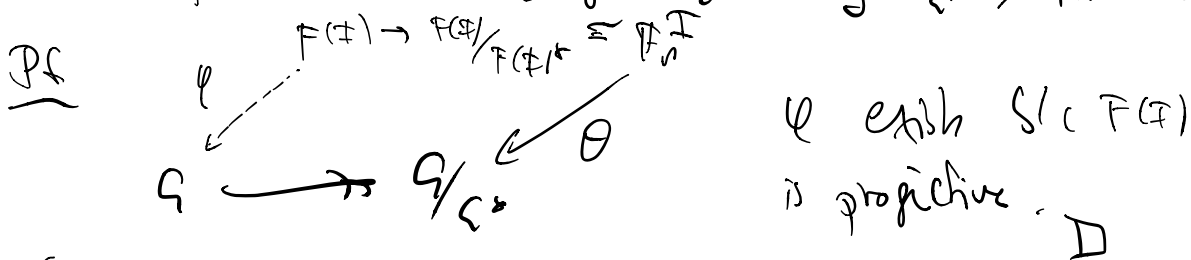 F(I) → F(I)/F(I)* ≅ 𝔽_p^I
Pf φ
θ
G ↠ G/G*
φ exists b/c F(I)
is projective. □